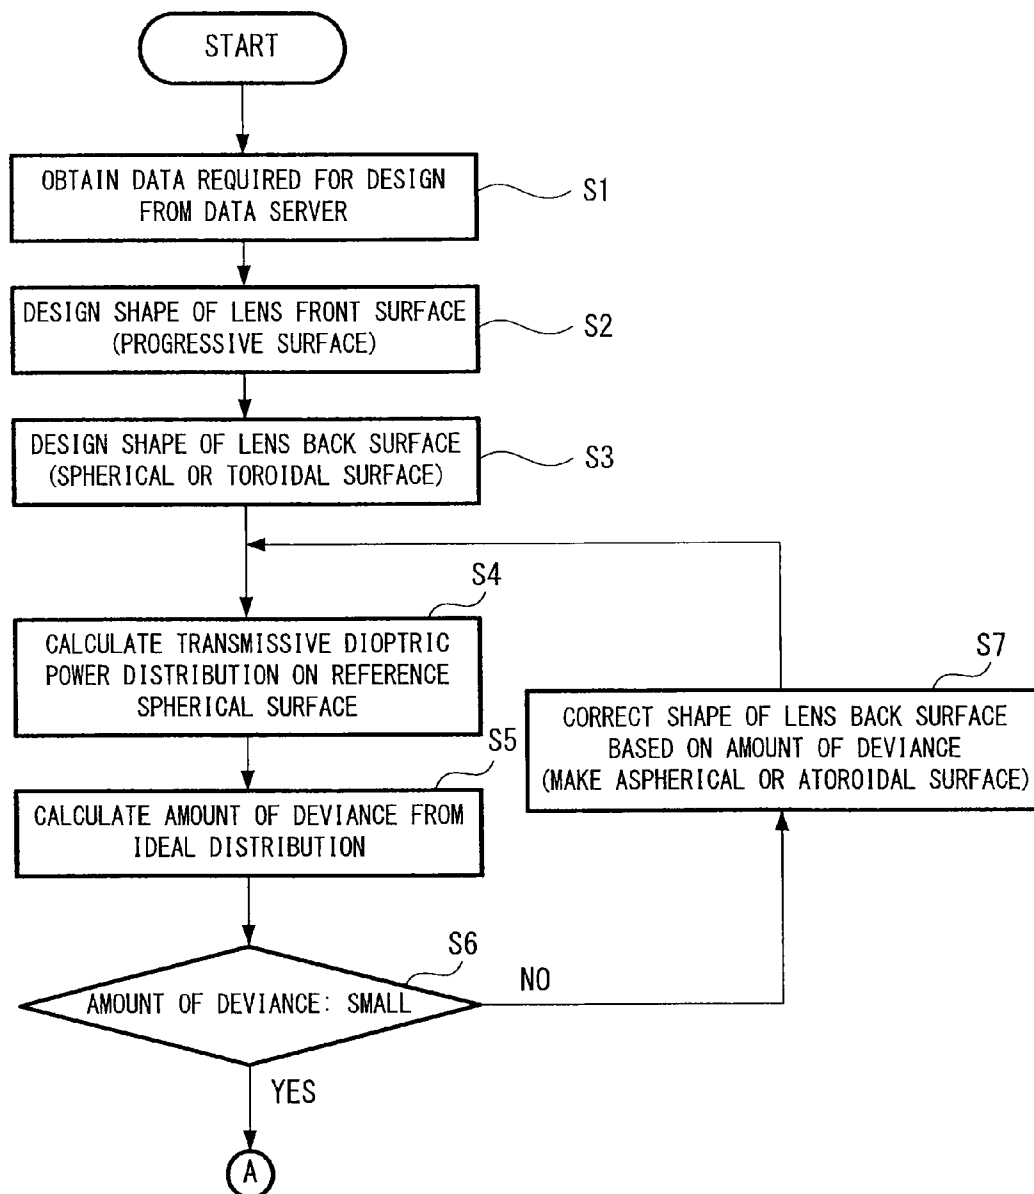 START
OBTAIN DATA REQUIRED FOR DESIGN
FROM DATA SERVER
S1
DESIGN SHAPE OF LENS FRONT SURFACE
(PROGRESSIVE SURFACE)
S2
DESIGN SHAPE OF LENS BACK SURFACE
(SPHERICAL OR TOROIDAL SURFACE)
S3
S4
CALCULATE TRANSMISSIVE DIOPTRIC
POWER DISTRIBUTION ON REFERENCE
SPHERICAL SURFACE
S7
CORRECT SHAPE OF LENS BACK SURFACE
BASED ON AMOUNT OF DEVIANCE
(MAKE ASPHERICAL OR ATOROIDAL SURFACE)
S5
CALCULATE AMOUNT OF DEVIANCE FROM
IDEAL DISTRIBUTION
S6
AMOUNT OF DEVIANCE: SMALL
NO
YES
A